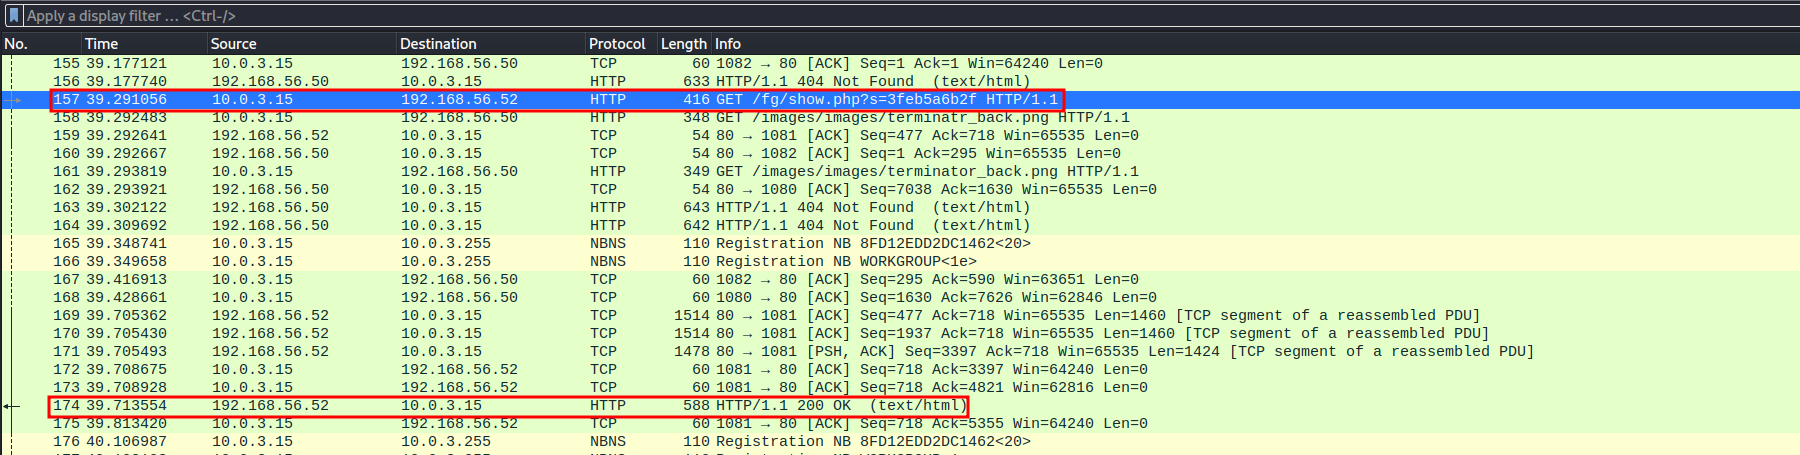 Apply a display filter … <Ctrl-/>
No. Time Source Destination Protocol Length Info
155 39.177121 10.0.3.15 192.168.56.50 TCP 60 1082 → 80 [ACK] Seq=1 Ack=1 Win=64240 Len=0
156 39.177740 192.168.56.50 10.0.3.15 HTTP 633 HTTP/1.1 404 Not Found (text/html)
157 39.291056 10.0.3.15 192.168.56.52 HTTP 416 GET /fg/show.php?s=3feb5a6b2f HTTP/1.1
158 39.292483 10.0.3.15 192.168.56.50 HTTP 348 GET /images/images/terminatr_back.png HTTP/1.1
159 39.292641 192.168.56.52 10.0.3.15 TCP 54 80 → 1081 [ACK] Seq=477 Ack=718 Win=65535 Len=0
160 39.292667 192.168.56.50 10.0.3.15 TCP 54 80 → 1082 [ACK] Seq=1 Ack=295 Win=65535 Len=0
161 39.293819 10.0.3.15 192.168.56.50 HTTP 349 GET /images/images/terminator_back.png HTTP/1.1
162 39.293921 192.168.56.50 10.0.3.15 TCP 54 80 → 1080 [ACK] Seq=7038 Ack=1630 Win=65535 Len=0
163 39.302122 192.168.56.50 10.0.3.15 HTTP 643 HTTP/1.1 404 Not Found (text/html)
164 39.309692 192.168.56.50 10.0.3.15 HTTP 642 HTTP/1.1 404 Not Found (text/html)
165 39.348741 10.0.3.15 10.0.3.255 NBNS 110 Registration NB 8FD12EDD2DC1462<20>
166 39.349658 10.0.3.15 10.0.3.255 NBNS 110 Registration NB WORKGROUP<1e>
167 39.416913 10.0.3.15 192.168.56.50 TCP 60 1082 → 80 [ACK] Seq=295 Ack=590 Win=63651 Len=0
168 39.428661 10.0.3.15 192.168.56.50 TCP 60 1080 → 80 [ACK] Seq=1630 Ack=7626 Win=62846 Len=0
169 39.705362 192.168.56.52 10.0.3.15 TCP 1514 80 → 1081 [ACK] Seq=477 Ack=718 Win=65535 Len=1460 [TCP segment of a reassembled PDU]
170 39.705430 192.168.56.52 10.0.3.15 TCP 1514 80 → 1081 [ACK] Seq=1937 Ack=718 Win=65535 Len=1460 [TCP segment of a reassembled PDU]
171 39.705493 192.168.56.52 10.0.3.15 TCP 1478 80 → 1081 [PSH, ACK] Seq=3397 Ack=718 Win=65535 Len=1424 [TCP segment of a reassembled PDU]
172 39.708675 10.0.3.15 192.168.56.52 TCP 60 1081 → 80 [ACK] Seq=718 Ack=3397 Win=64240 Len=0
173 39.708928 10.0.3.15 192.168.56.52 TCP 60 1081 → 80 [ACK] Seq=718 Ack=4821 Win=62816 Len=0
174 39.713554 192.168.56.52 10.0.3.15 HTTP 588 HTTP/1.1 200 OK (text/html)
175 39.813420 10.0.3.15 192.168.56.52 TCP 60 1081 → 80 [ACK] Seq=718 Ack=5355 Win=64240 Len=0
176 40.106987 10.0.3.15 10.0.3.255 NBNS 110 Registration NB 8FD12EDD2DC1462<20>